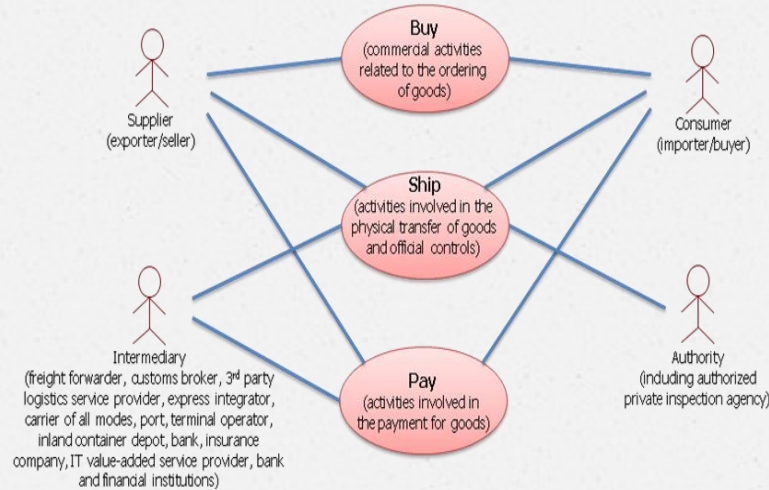 Buy
(commercial activities
related to the ordering
of goods)
Supplier
(exporter/seller)
Consumer
(importer/buyer)
Ship
(activities involved in the
physical transfer of goods
and official controls)
Intermediary
(freight forwarder, customs broker, 3rd party
logistics service provider, express integrator,
carrier of all modes, port, terminal operator,
inland container depot, bank, insurance
company, IT value-added service provider, bank
and financial institutions)
Authority
(including authorized
private inspection agency)
Pay
(activities involved in
the payment for goods)